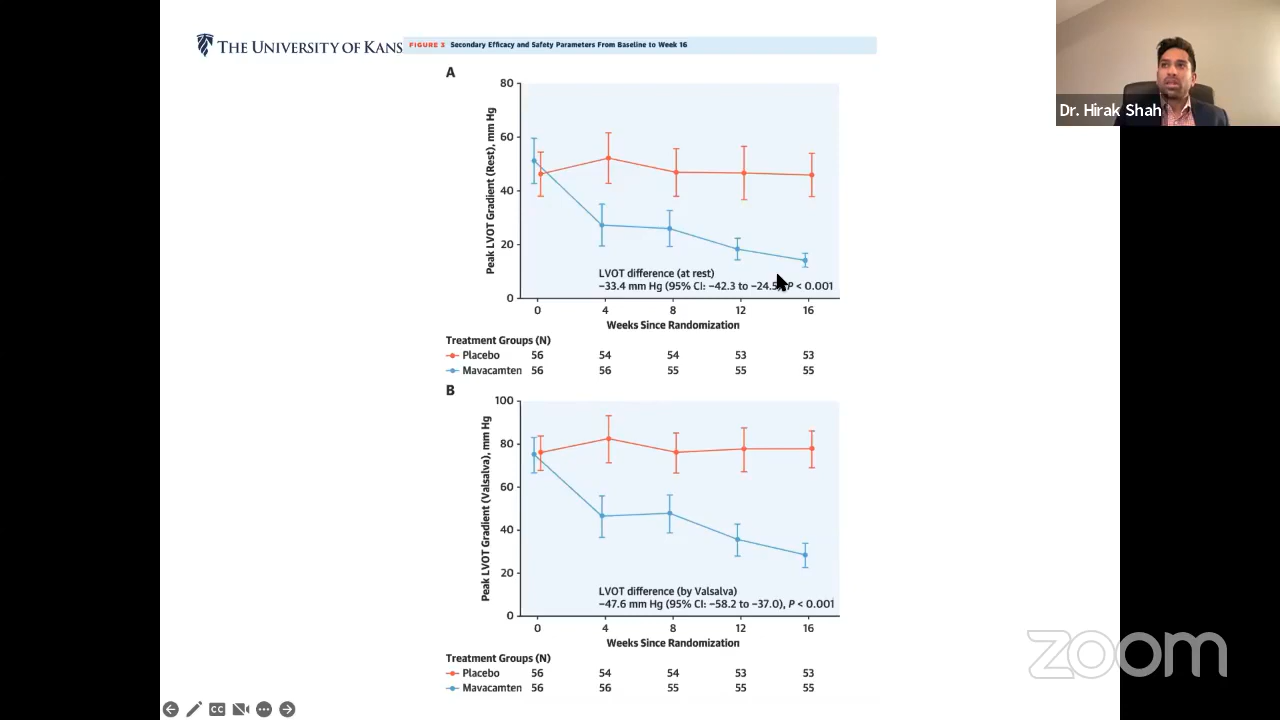 THE UNIVERSITY OF KANS
FIGURE 3 Secondary Efficacy and Safety Parameters From Baseline to Week 16
Dr. Hirak Shah
A
Peak LVOT Gradient (Rest), mm Hg
80
60
40
20
0
LVOT difference (at rest)
−33.4 mm Hg (95% CI: −42.3 to −24.5 P < 0.001
0 4 8 12 16
Weeks Since Randomization
Treatment Groups (N)
Placebo 56 54 54 53 53
Mavacamten 56 56 55 55 55
B
Peak LVOT Gradient (Valsalva), mm Hg
100
80
60
40
20
0
LVOT difference (by Valsalva)
−47.6 mm Hg (95% CI: −58.2 to −37.0), P < 0.001
0 4 8 12 16
Weeks Since Randomization
Treatment Groups (N)
Placebo 56 54 54 53 53
Mavacamten 56 56 55 55 55
CC
zoom